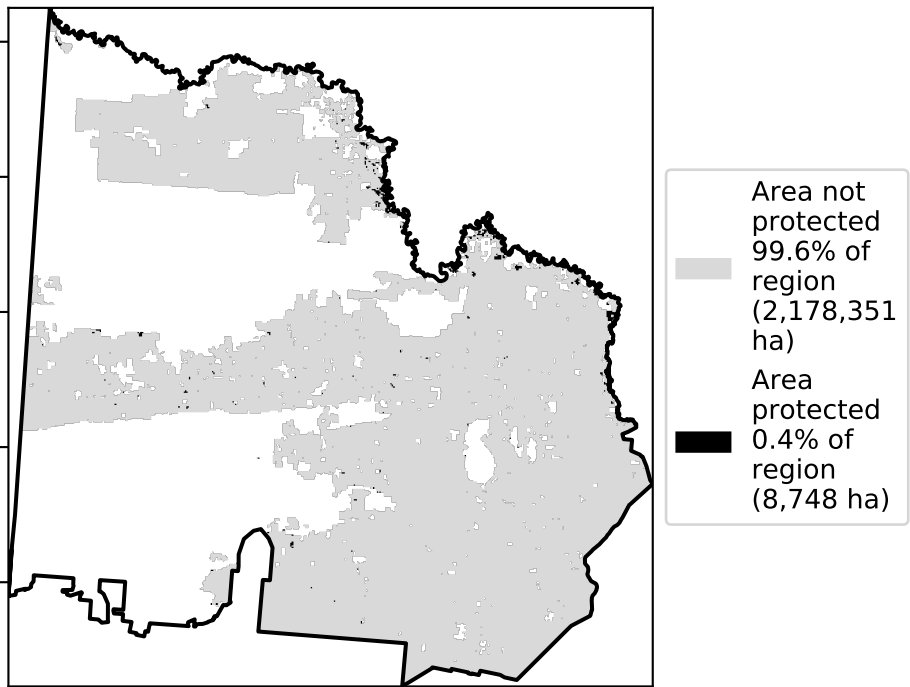 Area not
protected
99.6% of
region
(2,178,351
ha)
Area
protected
0.4% of
region
(8,748 ha)